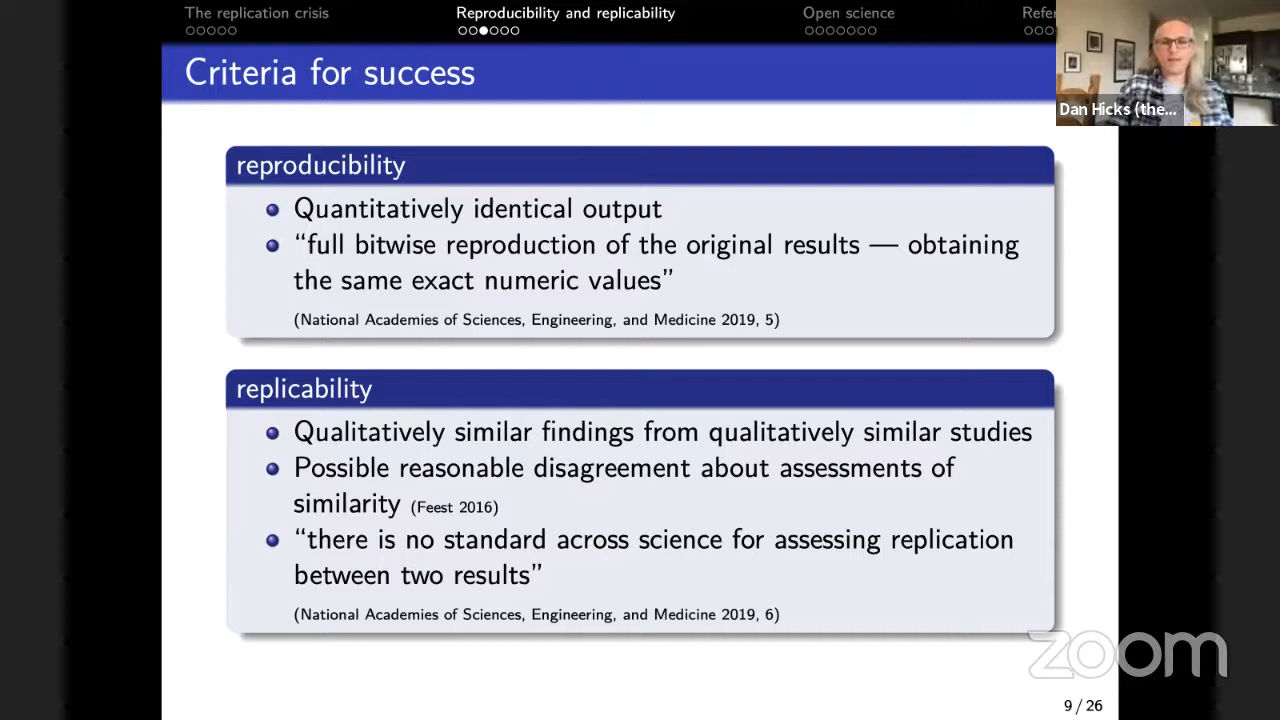 The replication crisis
Reproducibility and replicability
Open science
Refer
Criteria for success
Dan Hicks (the...
reproducibility
Quantitatively identical output
“full bitwise reproduction of the original results — obtaining
the same exact numeric values”
(National Academies of Sciences, Engineering, and Medicine 2019, 5)
replicability
Qualitatively similar findings from qualitatively similar studies
Possible reasonable disagreement about assessments of
similarity (Feest 2016)
“there is no standard across science for assessing replication
between two results”
(National Academies of Sciences, Engineering, and Medicine 2019, 6)
zoom
9 / 26